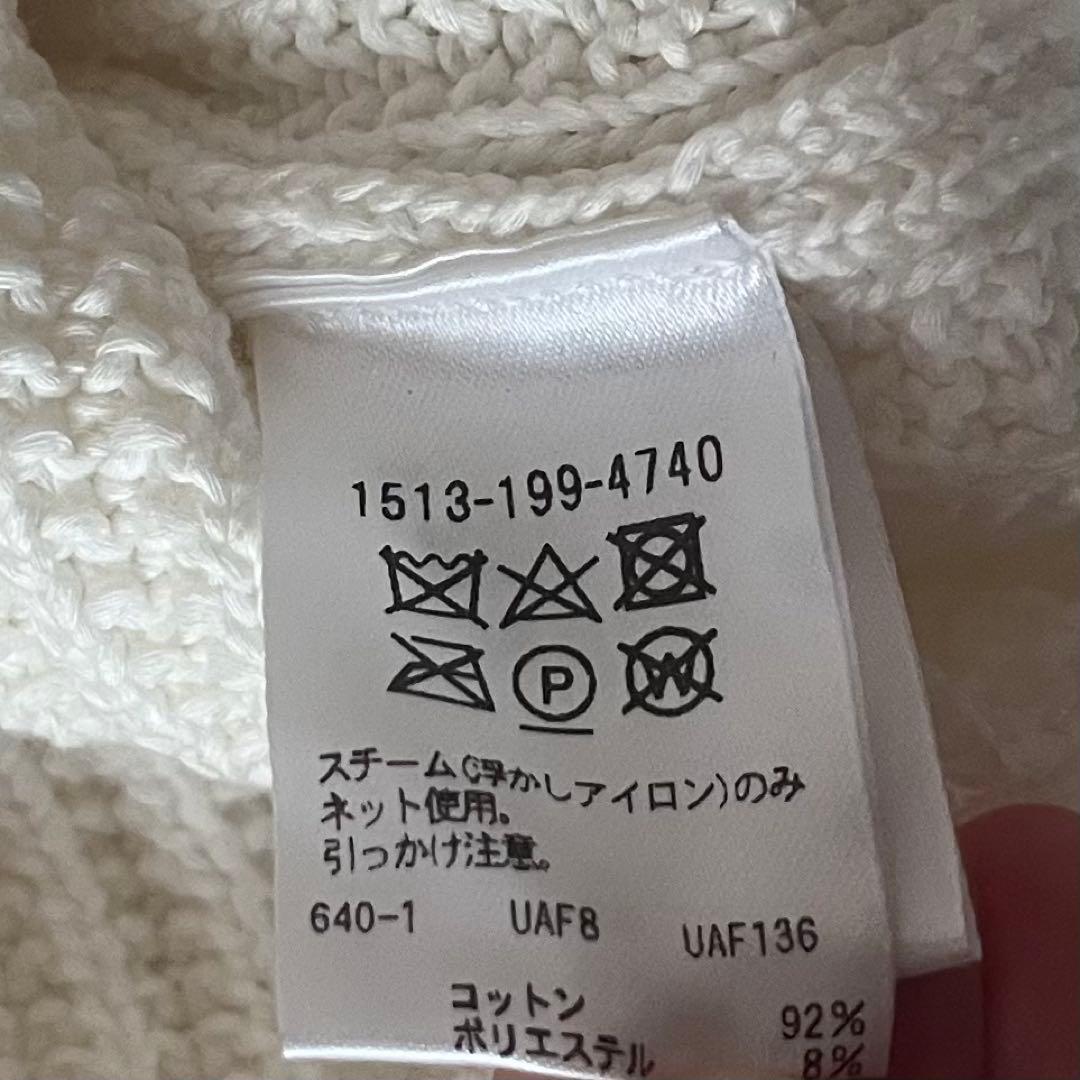 1513-199-4740
P
W
スチーム(浮かしアイロン)のみ
ネット使用。
引っかけ注意。
640-1 UAF8 UAF136
コットン 92%
ポリエステル 8%